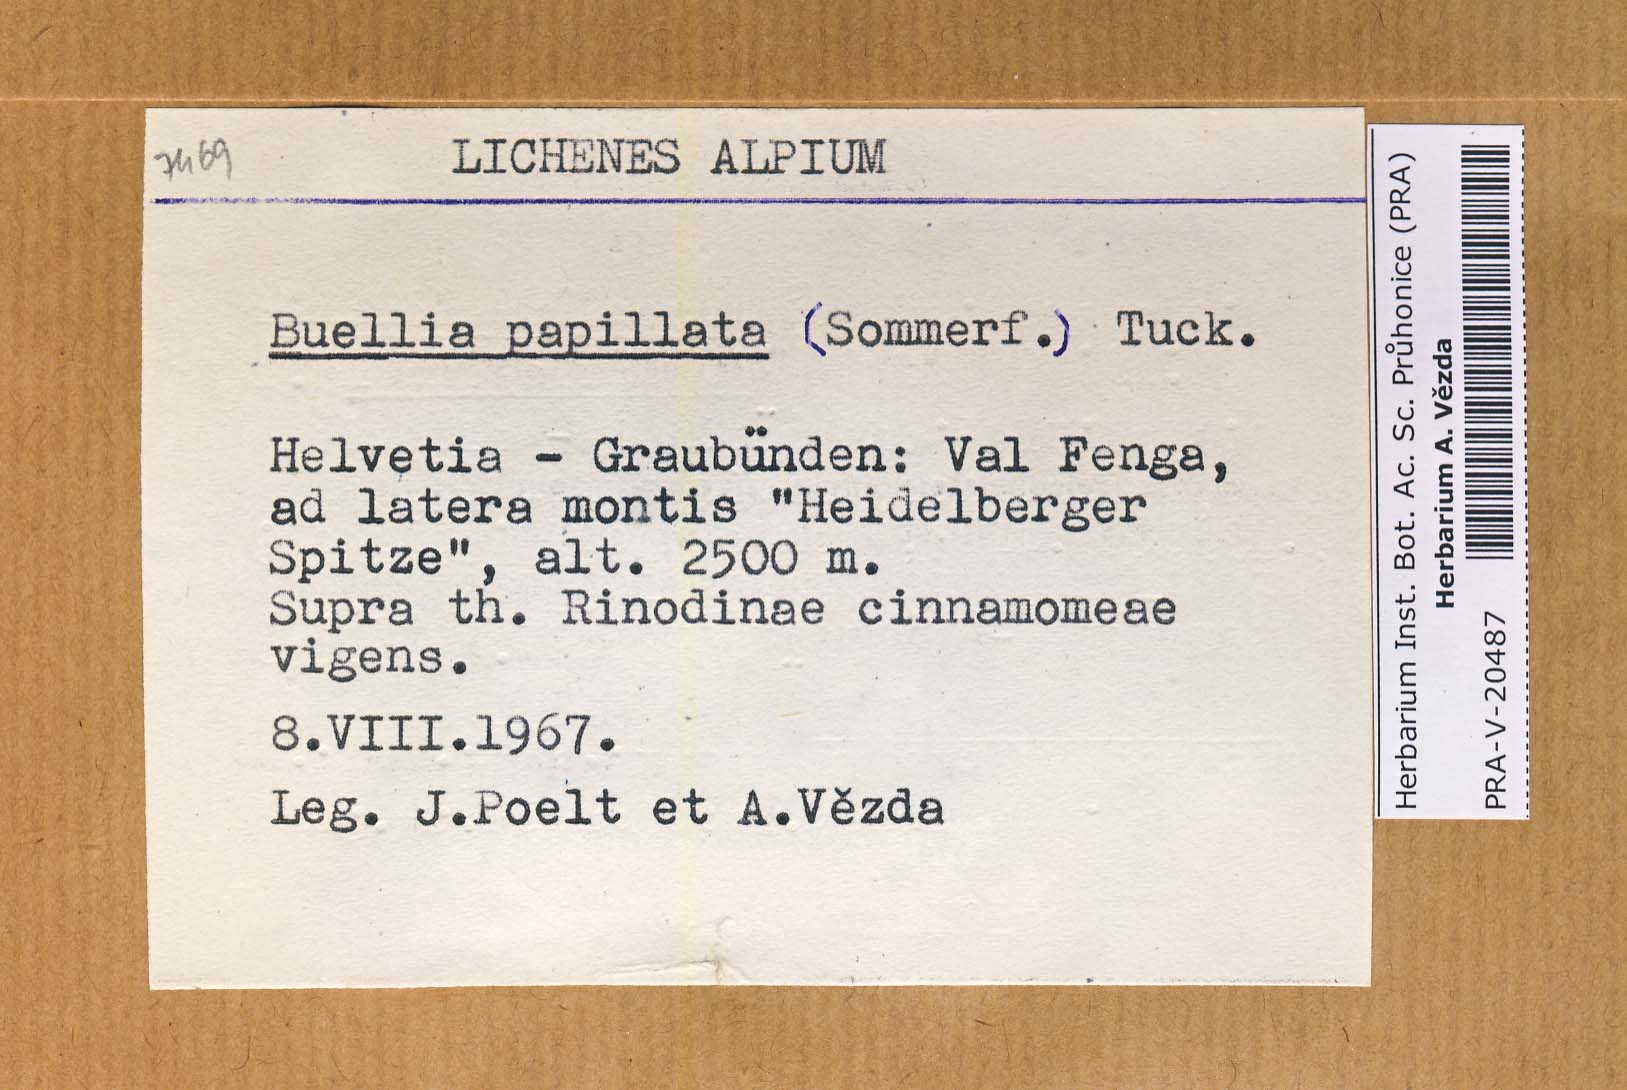 7469
LICHENES ALPIUM
Buellia papillata (Sommerf.) Tuck.
Helvetia - Graubünden: Val Fenga,
ad latera montis "Heidelberger
Spitze", alt. 2500 m.
Supra th. Rinodinae cinnamomeae
vigens.
8.VIII.1967.
Leg. J.Poelt et A.Vězda
Herbarium Inst. Bot. Ac. Sc. Průhonice (PRA)
Herbarium A. Vězda
PRA-V-20487